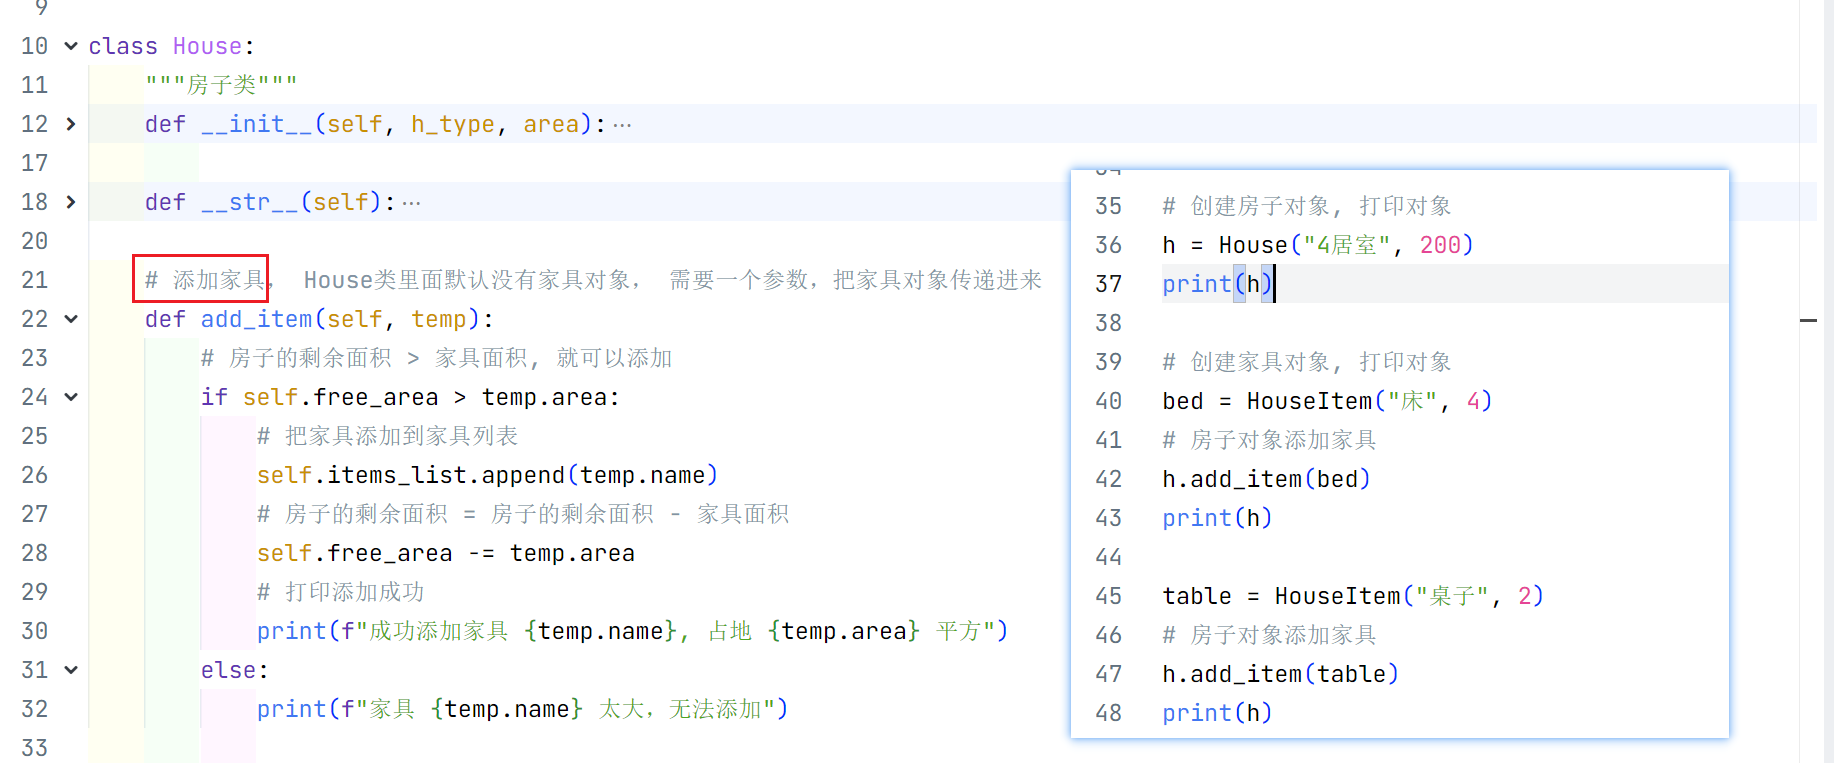 9
10 class House:
11 """房子类"""
12 def __init__(self, h_type, area):...
17
18 def __str__(self):...
20
21 # 添加家具， House类里面默认没有家具对象， 需要一个参数，把家具对象传递进来
22 def add_item(self, temp):
23 # 房子的剩余面积 > 家具面积, 就可以添加
24 if self.free_area > temp.area:
25 # 把家具添加到家具列表
26 self.items_list.append(temp.name)
27 # 房子的剩余面积 = 房子的剩余面积 - 家具面积
28 self.free_area -= temp.area
29 # 打印添加成功
30 print(f"成功添加家具 {temp.name}, 占地 {temp.area} 平方")
31 else:
32 print(f"家具 {temp.name} 太大，无法添加")
33
34
35 # 创建房子对象, 打印对象
36 h = House("4居室", 200)
37 print(h)
38
39 # 创建家具对象, 打印对象
40 bed = HouseItem("床", 4)
41 # 房子对象添加家具
42 h.add_item(bed)
43 print(h)
44
45 table = HouseItem("桌子", 2)
46 # 房子对象添加家具
47 h.add_item(table)
48 print(h)